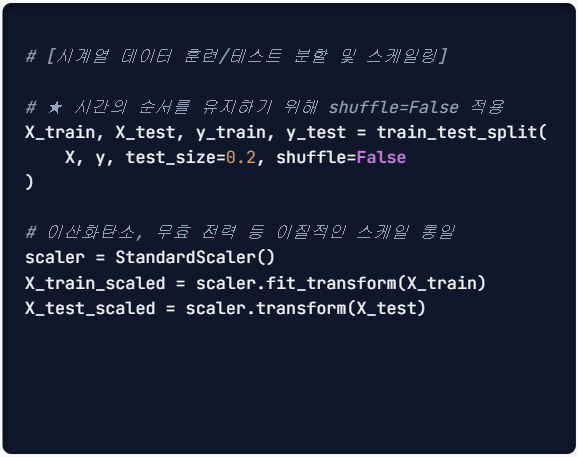 # [시계열 데이터 훈련/테스트 분할 및 스케일링]
# ★ 시간의 순서를 유지하기 위해 shuffle=False 적용
X_train, X_test, y_train, y_test = train_test_split(
    X, y, test_size=0.2, shuffle=False
)
# 이산화탄소, 무효 전력 등 이질적인 스케일 통일
scaler = StandardScaler()
X_train_scaled = scaler.fit_transform(X_train)
X_test_scaled = scaler.transform(X_test)